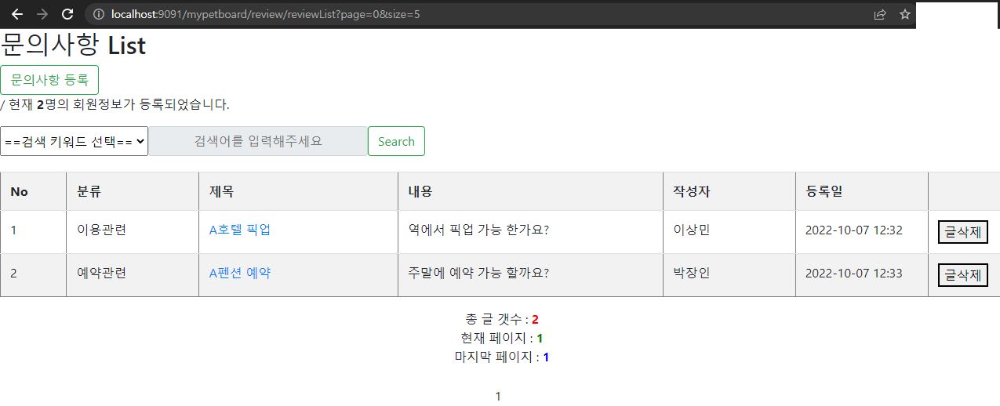 localhost:9091/mypetboard/review/reviewList?page=0&size=5
문의사항 List
문의사항 등록
/ 현재 2명의 회원정보가 등록되었습니다.
==검색 키워드 선택== 검색어를 입력해주세요 Search
No 분류 제목 내용 작성자 등록일
1 이용관련 A호텔 픽업 역에서 픽업 가능 한가요? 이상민 2022-10-07 12:32 글삭제
2 예약관련 A펜션 예약 주말에 예약 가능 할까요? 박장인 2022-10-07 12:33 글삭제
총 글 갯수 : 2
현재 페이지 : 1
마지막 페이지 : 1
1